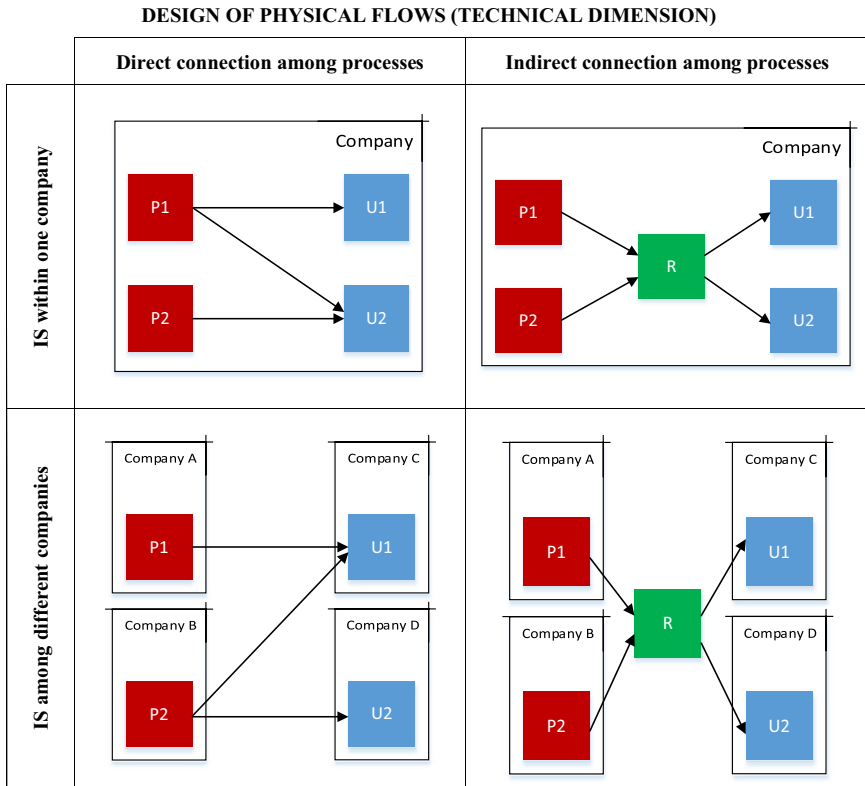 DESIGN OF PHYSICAL FLOWS (TECHNICAL DIMENSION)
Direct connection among processes
Indirect connection among processes
IS within one company
Company
P1
U1
P2
U2
Company
P1
U1
R
P2
U2
IS among different companies
Company A
Company C
P1
U1
Company B
Company D
P2
U2
Company A
Company C
P1
U1
R
Company B
Company D
P2
U2